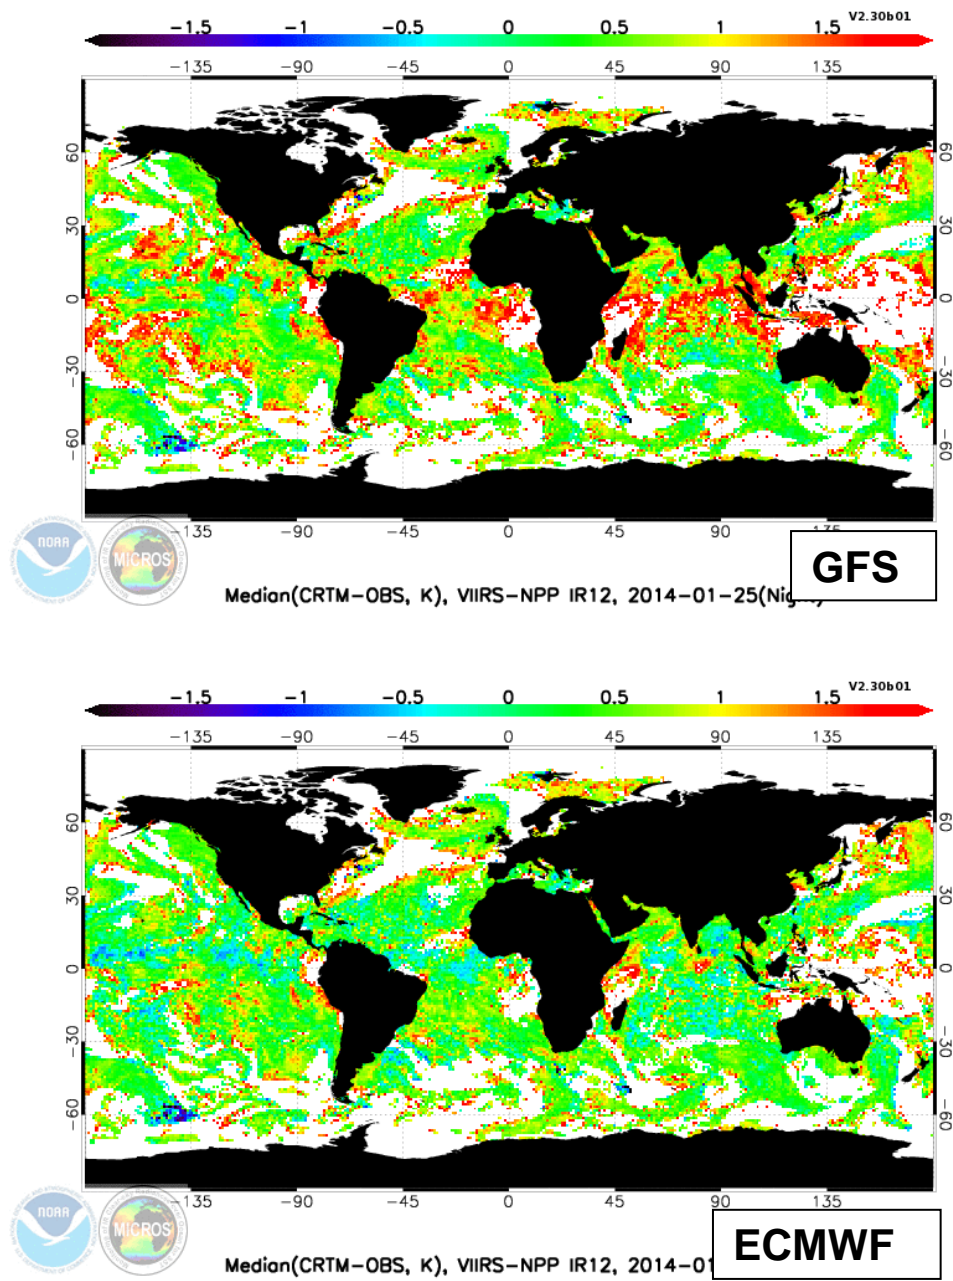 V2.30b01
−1.5 −1 −0.5 0 0.5 1 1.5
−135 −90 −45 0 45 90 135
60 60
30 30
0 0
−30 −30
−60 −60
−135 −90 −45 0 45 90
NOAA
MICROS
GFS
Median(CRTM−OBS, K), VIIRS−NPP IR12, 2014−01−25
V2.30b01
−1.5 −1 −0.5 0 0.5 1 1.5
−135 −90 −45 0 45 90 135
60 60
30 30
0 0
−30 −30
−60 −60
−135 −90 −45 0 45 90 135
NOAA
MICROS
ECMWF
Median(CRTM−OBS, K), VIIRS−NPP IR12, 2014−01